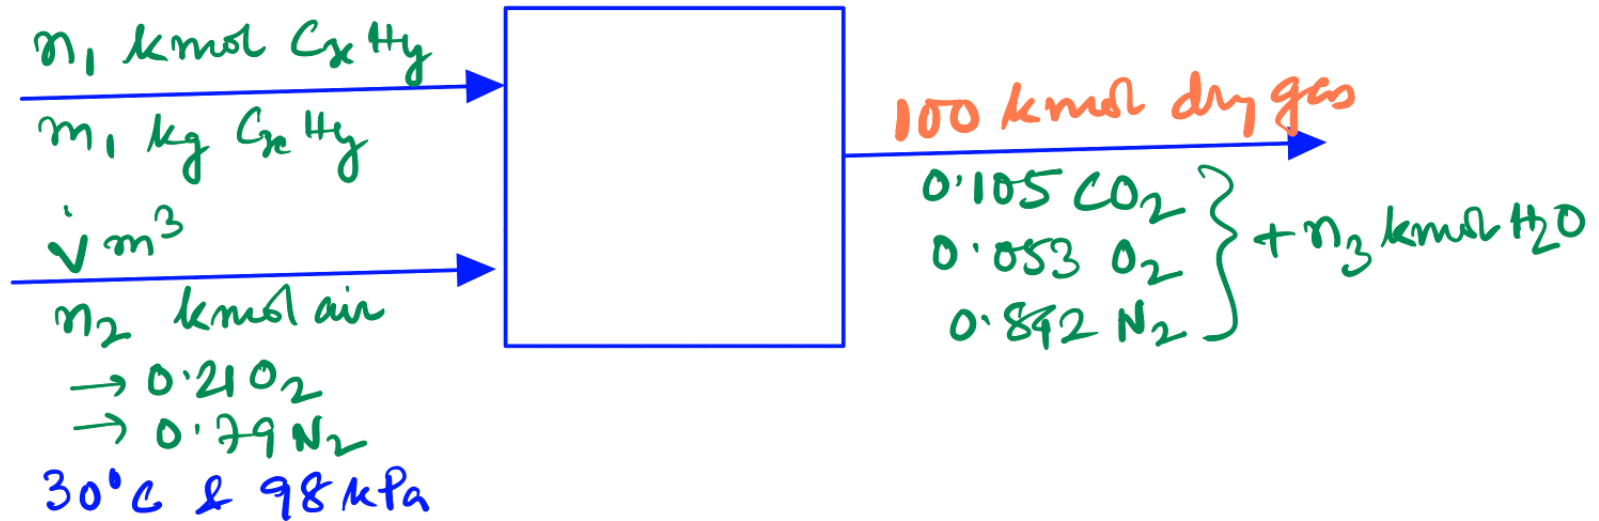 n₁ kmol CₓHy
m₁ kg CₓHy
V̇ m³
n₂ kmol air
→ 0.21 O₂
→ 0.79 N₂
30°C & 98 kPa
100 kmol dry gas
0.105 CO₂
0.053 O₂
0.842 N₂
+ n₃ kmol H₂O